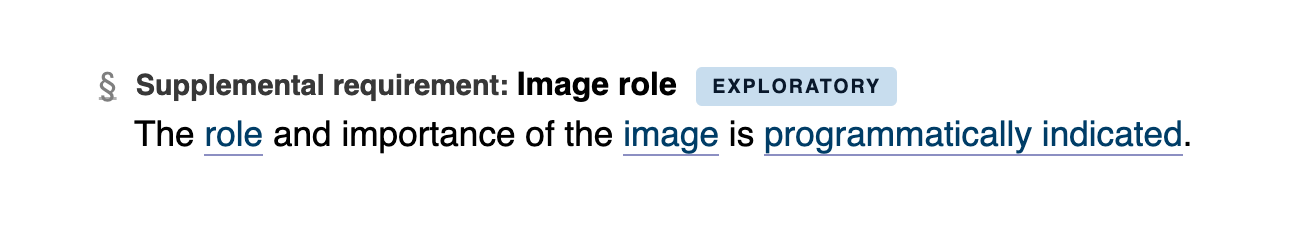 § Supplemental requirement: Image role EXPLORATORY
The role and importance of the image is programmatically indicated.